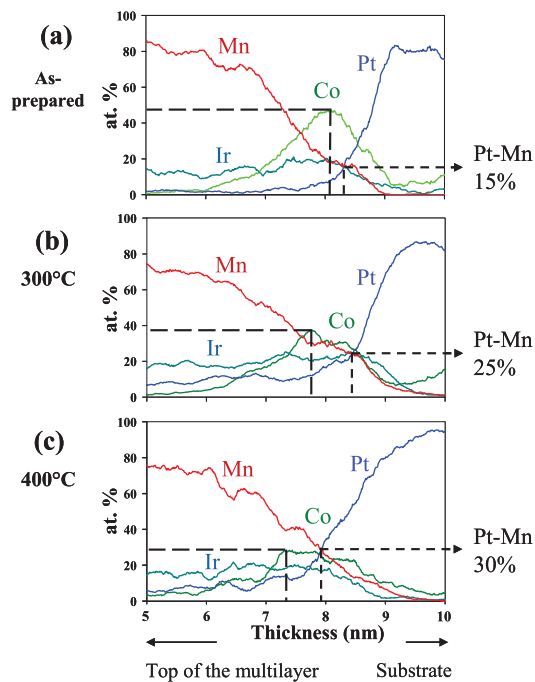 (a)
As-
prepared
at. %
100
80
60
40
20
0
Mn
Co
Pt
Ir
Pt-Mn
15%
(b)
300°C
at. %
100
80
60
40
20
0
Mn
Co
Pt
Ir
Pt-Mn
25%
(c)
400°C
at. %
100
80
60
40
20
0
Mn
Co
Pt
Ir
Pt-Mn
30%
5 6 7 8 9 10
Thickness (nm)
Top of the multilayer
Substrate